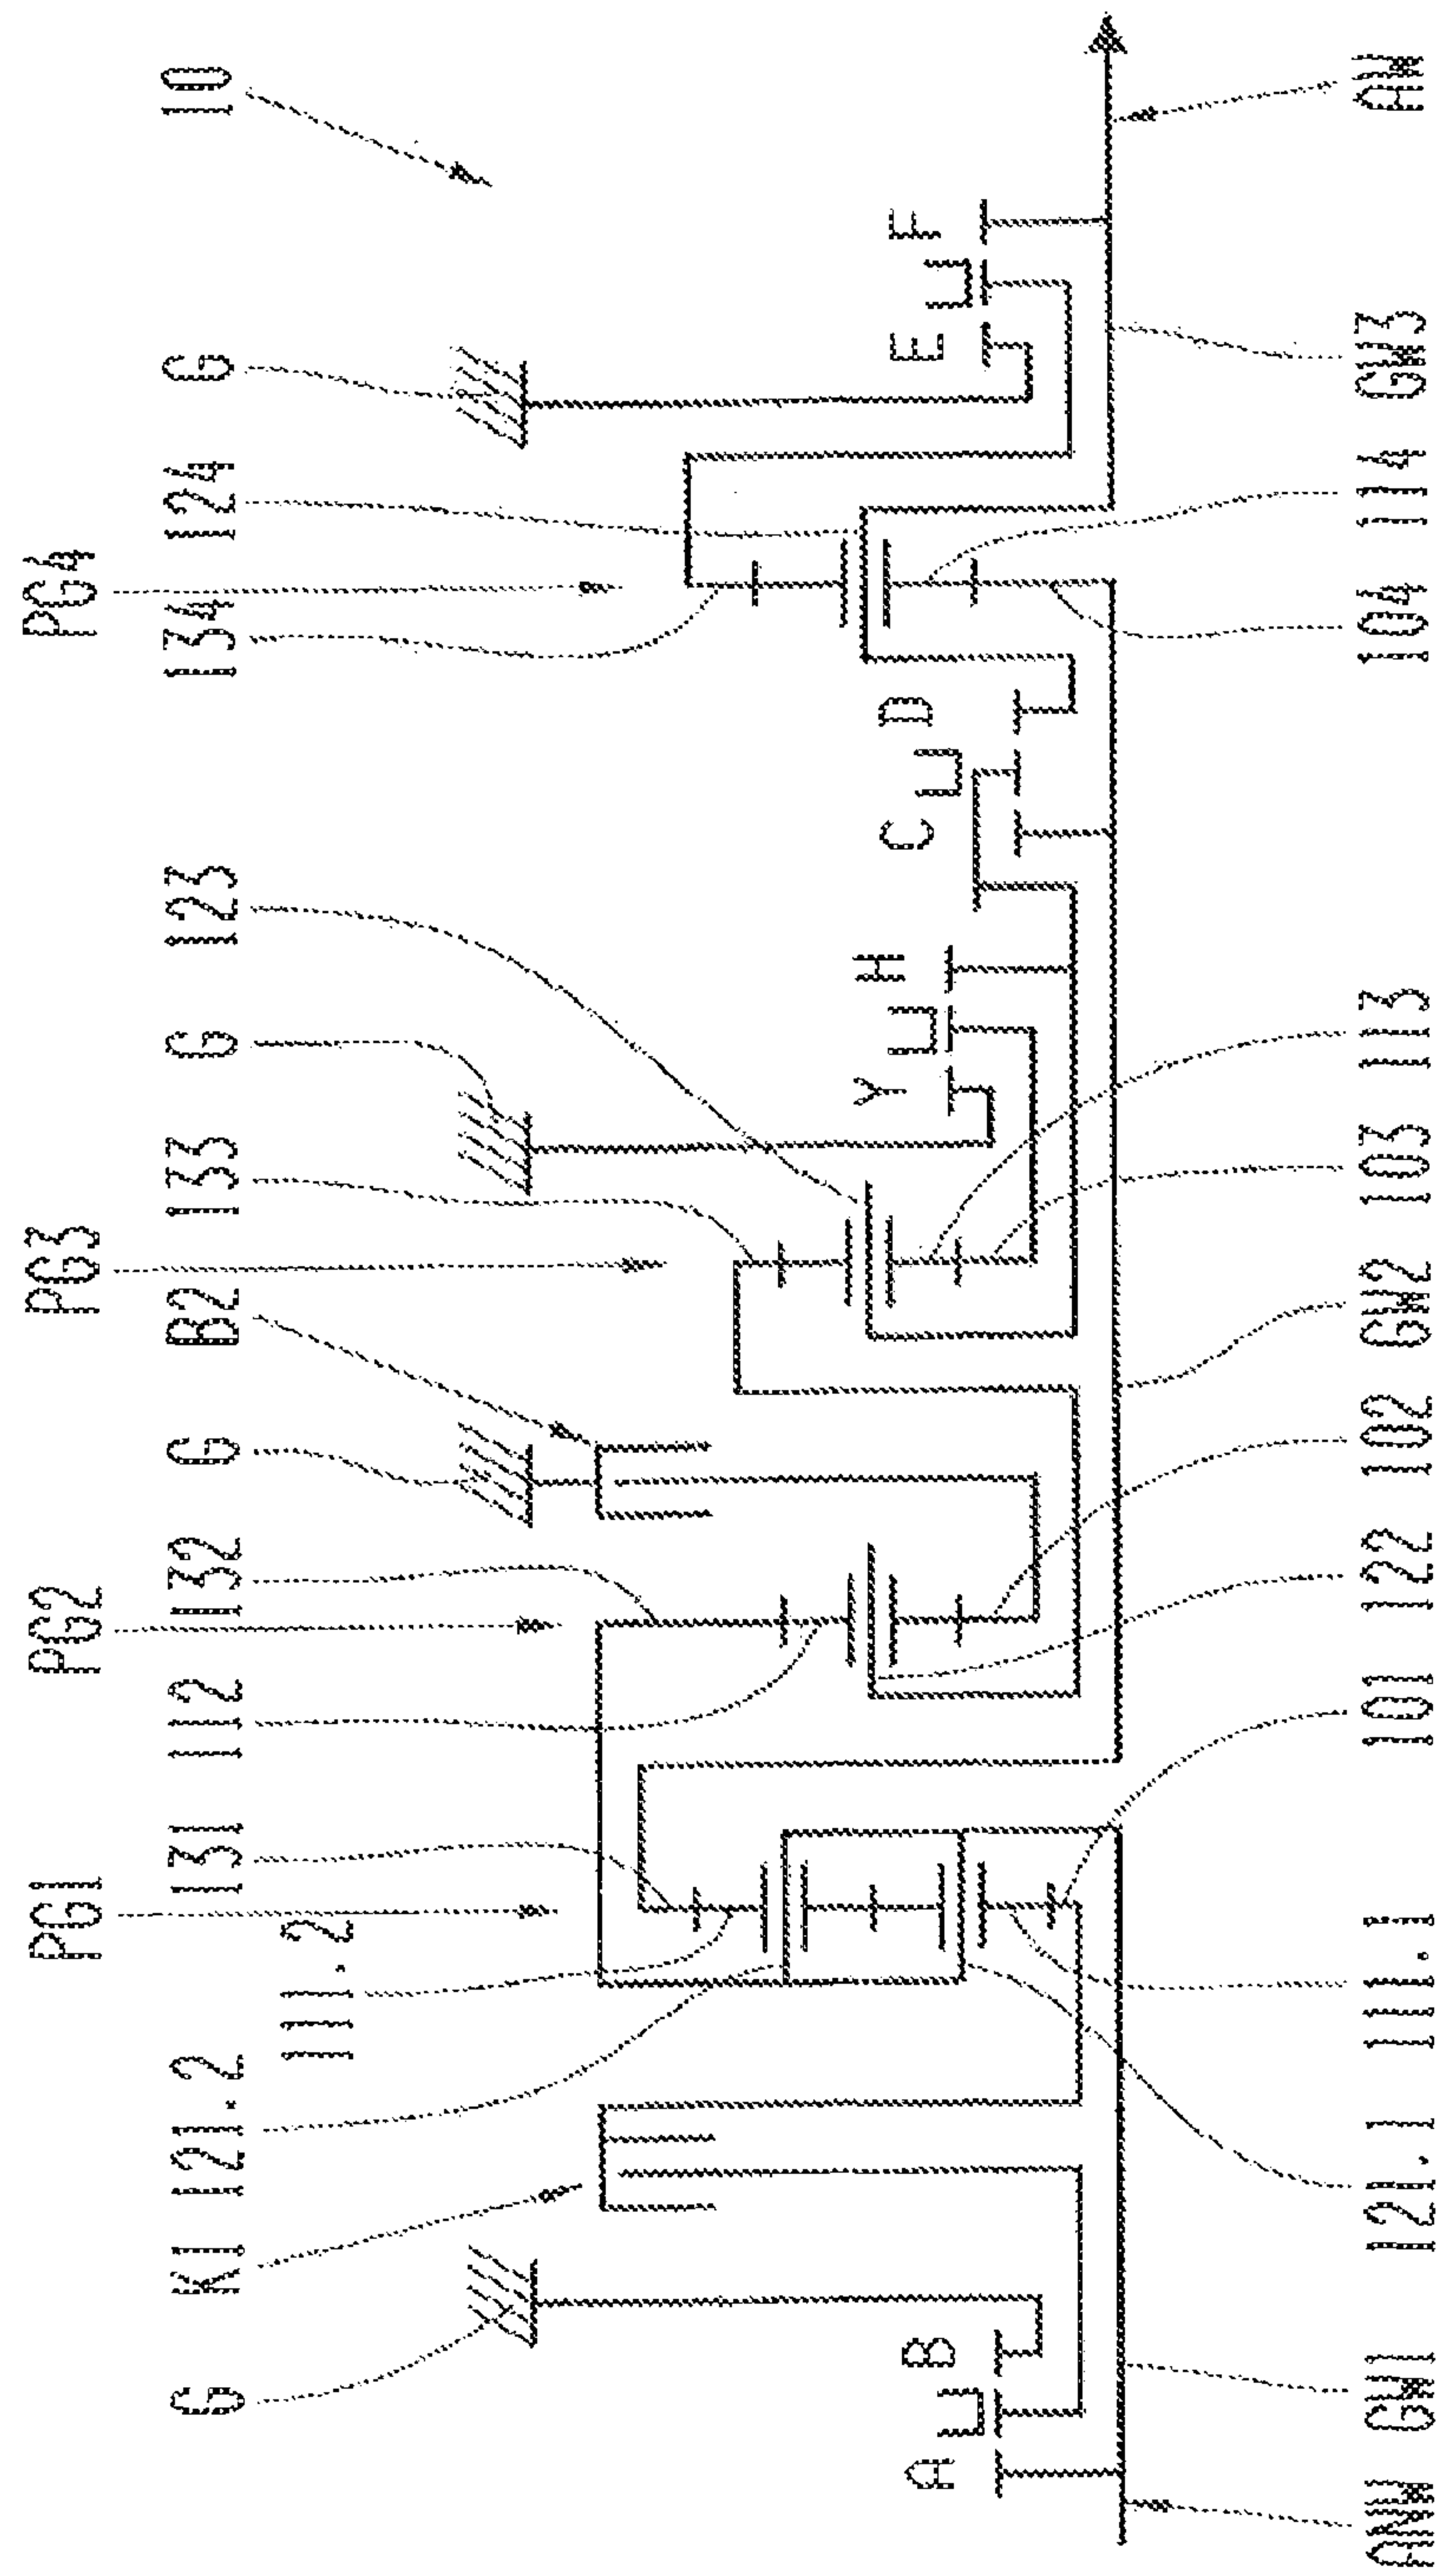 PG1 PG2 PG3 PG4
G K1 121.2 131 112 132 G B2 133 G 123 134 124 G 10
111.2
A B Y H C D E F
ANW GW1 121.1 111.1 101 122 102 GW2 103 113 104 114 GW3 AW